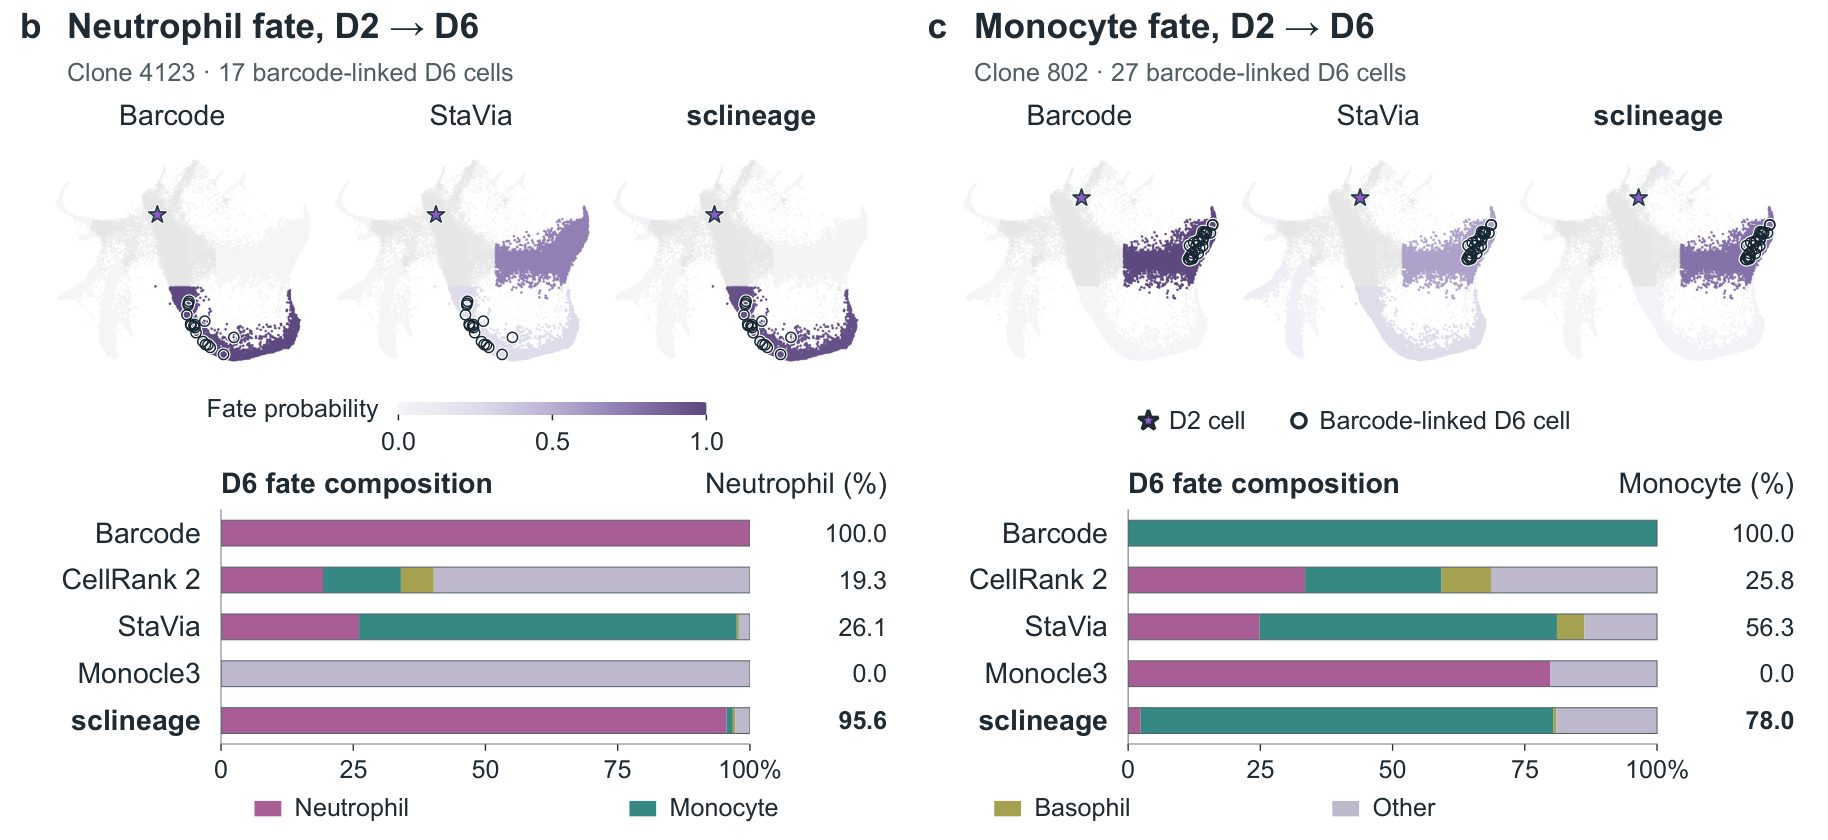 b Neutrophil fate, D2 → D6
Clone 4123 · 17 barcode-linked D6 cells
Barcode StaVia sclineage
Fate probability
0.0 0.5 1.0
D6 fate composition Neutrophil (%)
Barcode 100.0
CellRank 2 19.3
StaVia 26.1
Monocle3 0.0
sclineage 95.6
0 25 50 75 100%
c Monocyte fate, D2 → D6
Clone 802 · 27 barcode-linked D6 cells
Barcode StaVia sclineage
D2 cell Barcode-linked D6 cell
D6 fate composition Monocyte (%)
Barcode 100.0
CellRank 2 25.8
StaVia 56.3
Monocle3 0.0
sclineage 78.0
0 25 50 75 100%
Neutrophil Monocyte Basophil Other